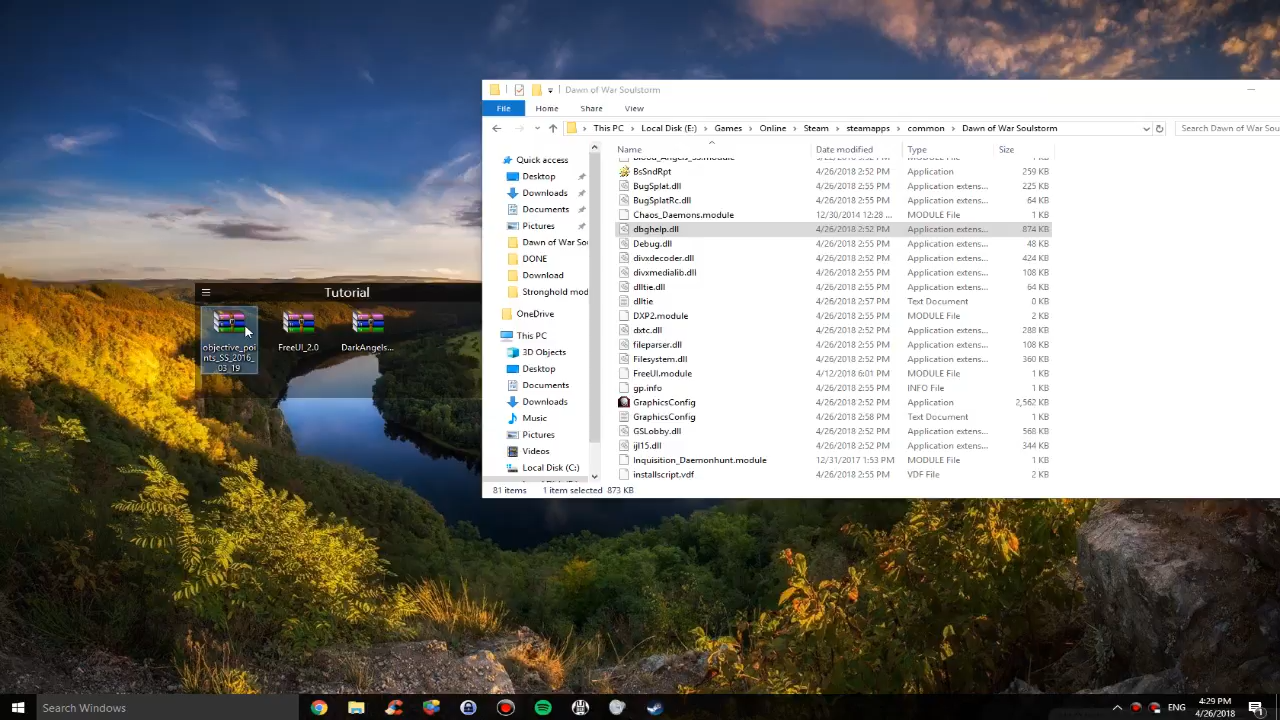 Dawn of War Soulstorm
File Home Share View
This PC Local Disk (E:) Games Online Steam steamapps common Dawn of War Soulstorm
Search Dawn of War Sou
Name Date modified Type Size
Quick access
Desktop
Downloads
Documents
Pictures
Dawn of War So
DONE
Download
Stronghold mod
OneDrive
This PC
3D Objects
Desktop
Documents
Downloads
Music
Pictures
Videos
Local Disk (C:)
BsSndRpt 4/26/2018 2:52 PM Application 259 KB
BugSplat.dll 4/26/2018 2:55 PM Application extens... 225 KB
BugSplatRc.dll 4/26/2018 2:55 PM Application extens... 64 KB
Chaos_Daemons.module 12/30/2014 12:28 ... MODULE File 1 KB
dbghelp.dll 4/26/2018 2:52 PM Application extens... 874 KB
Debug.dll 4/26/2018 2:55 PM Application extens... 48 KB
divxdecoder.dll 4/26/2018 2:52 PM Application extens... 424 KB
divxmedialib.dll 4/26/2018 2:55 PM Application extens... 108 KB
dlltie.dll 4/26/2018 2:55 PM Application extens... 64 KB
dlltie 4/26/2018 2:57 PM Text Document 0 KB
DXP2.module 4/26/2018 2:55 PM MODULE File 2 KB
dxtc.dll 4/26/2018 2:55 PM Application extens... 288 KB
fileparser.dll 4/26/2018 2:55 PM Application extens... 108 KB
Filesystem.dll 4/26/2018 2:52 PM Application extens... 360 KB
FreeUI.module 4/12/2018 6:01 PM MODULE File 1 KB
gp.info 4/26/2018 2:55 PM INFO File 1 KB
GraphicsConfig 4/26/2018 2:52 PM Application 2,562 KB
GraphicsConfig 4/26/2018 2:58 PM Text Document 1 KB
GSLobby.dll 4/26/2018 2:52 PM Application extens... 568 KB
ijl15.dll 4/26/2018 2:52 PM Application extens... 344 KB
Inquisition_Daemonhunt.module 12/31/2017 1:53 PM MODULE File 1 KB
installscript.vdf 4/26/2018 2:55 PM VDF File 2 KB
81 items 1 item selected 873 KB
Tutorial
objective_poi
nts_SS_2016_
03_19
FreeUI_2.0
DarkAngels...
Search Windows
ENG
4:29 PM
4/26/2018
1